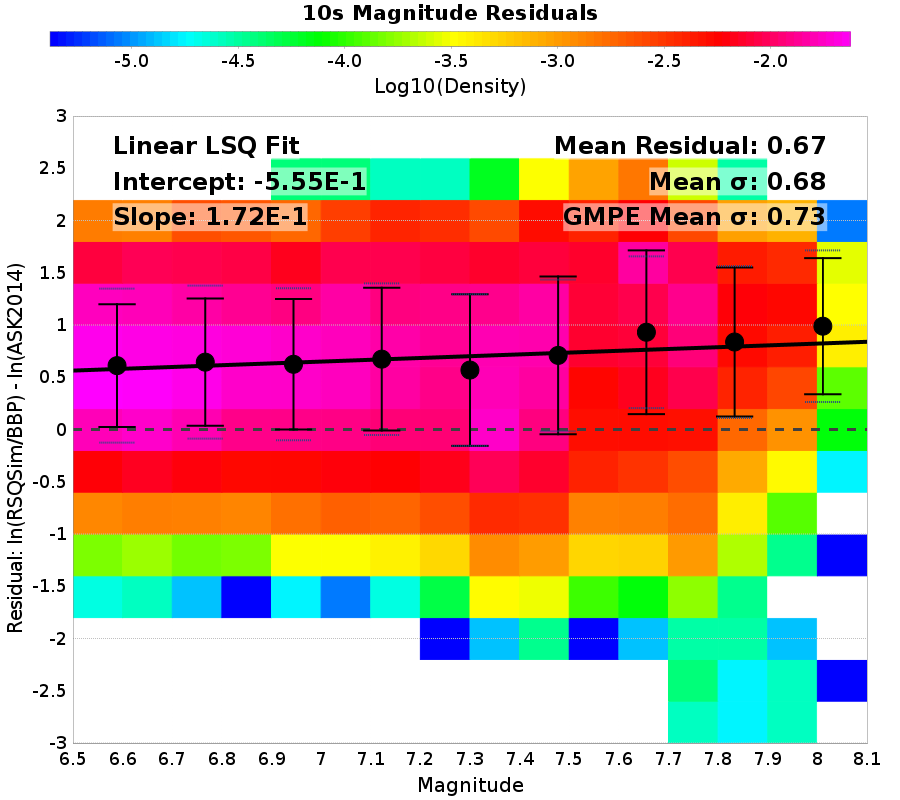 10s Magnitude Residuals
-5.0 -4.5 -4.0 -3.5 -3.0 -2.5 -2.0
Log10(Density)
Linear LSQ Fit
Intercept: -5.55E-1
Slope: 1.72E-1
Mean Residual: 0.67
Mean σ: 0.68
GMPE Mean σ: 0.73
Residual: ln(RSQSim/BBP) - ln(ASK2014)
3
2.5
2
1.5
1
0.5
0
-0.5
-1
-1.5
-2
-2.5
-3
6.5 6.6 6.7 6.8 6.9 7 7.1 7.2 7.3 7.4 7.5 7.6 7.7 7.8 7.9 8 8.1
Magnitude